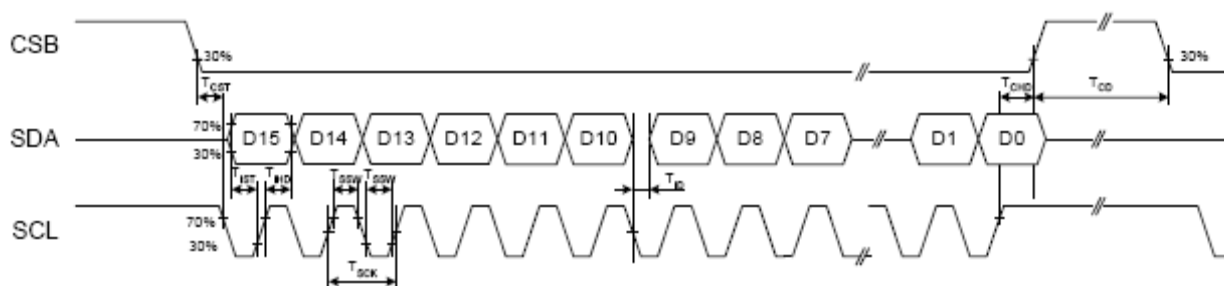 CSB
30%
30%
TCST
TCHD
TCD
SDA
70%
30%
D15 D14 D13 D12 D11 D10 D9 D8 D7 D1 D0
TIST TIHD TSSW TSSW TID
SCL
70%
30%
TSCK